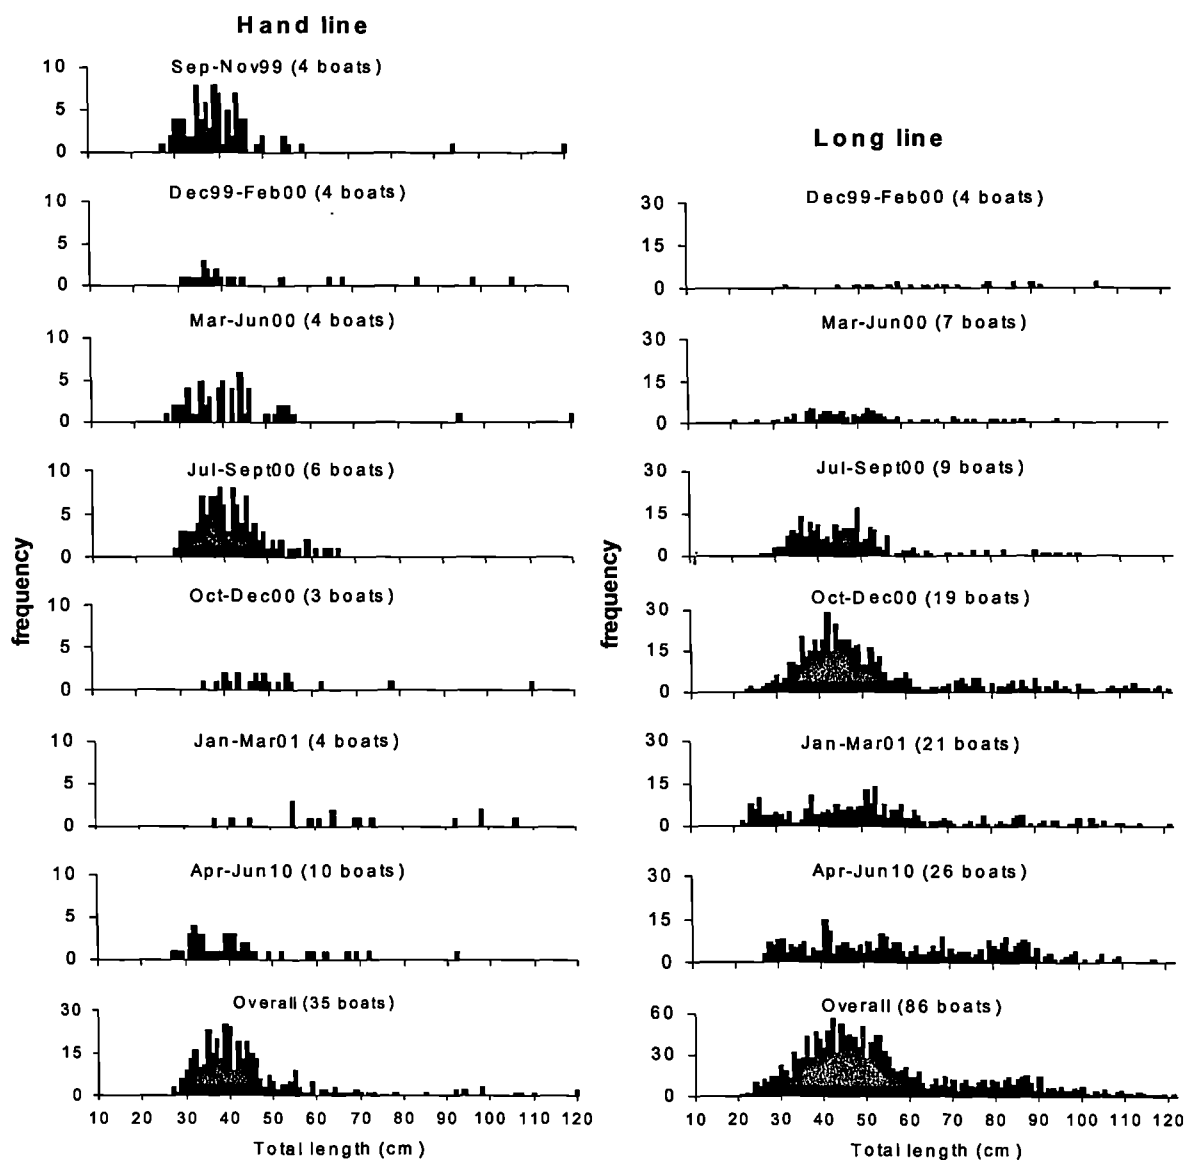 Hand line
Sep-Nov99 (4 boats)
10
5
0
Dec99-Feb00 (4 boats)
10
5
0
Mar-Jun00 (4 boats)
10
5
0
Jul-Sept00 (6 boats)
10
5
0
frequency
Oct-Dec00 (3 boats)
10
5
0
Jan-Mar01 (4 boats)
10
5
0
Apr-Jun10 (10 boats)
10
5
0
Overall (35 boats)
30
15
0
10 20 30 40 50 60 70 80 90 100 110 120
Total length (cm)
Long line
Dec99-Feb00 (4 boats)
30
15
0
Mar-Jun00 (7 boats)
30
15
0
Jul-Sept00 (9 boats)
30
15
0
frequency
Oct-Dec00 (19 boats)
30
15
0
Jan-Mar01 (21 boats)
30
15
0
Apr-Jun10 (26 boats)
30
15
0
Overall (86 boats)
60
30
0
10 20 30 40 50 60 70 80 90 100 110 120
Total length (cm)